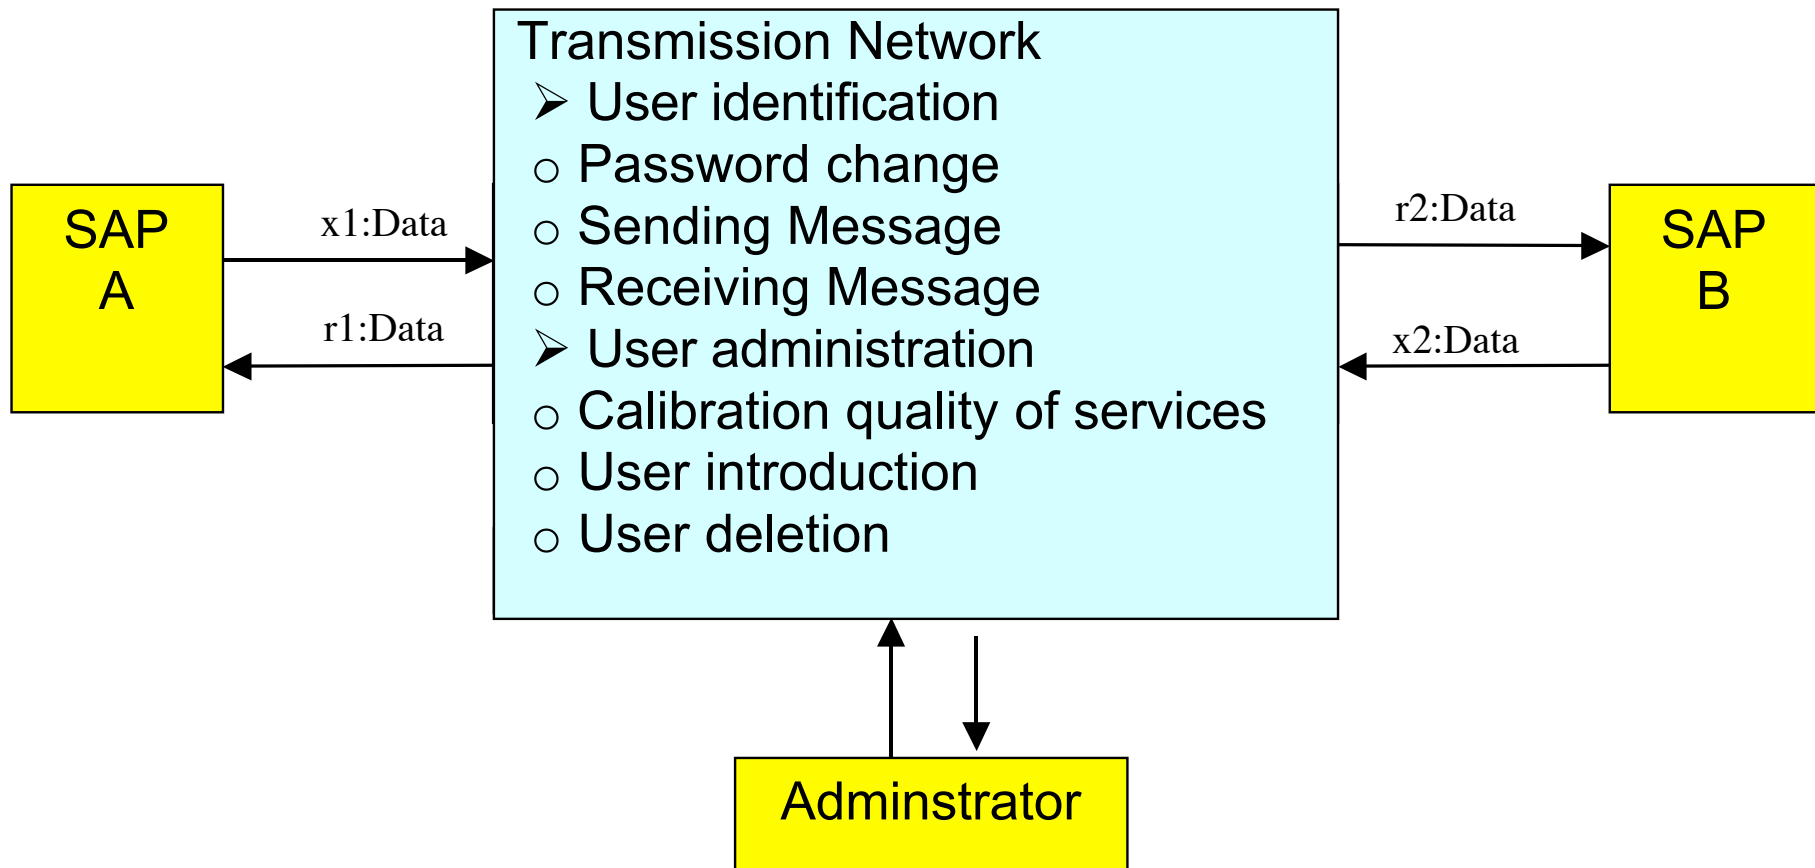 Transmission Network
➢ User identification
o Password change
o Sending Message
o Receiving Message
➢ User administration
o Calibration quality of services
o User introduction
o User deletion
SAP
A
x1:Data
r1:Data
r2:Data
x2:Data
SAP
B
Adminstrator